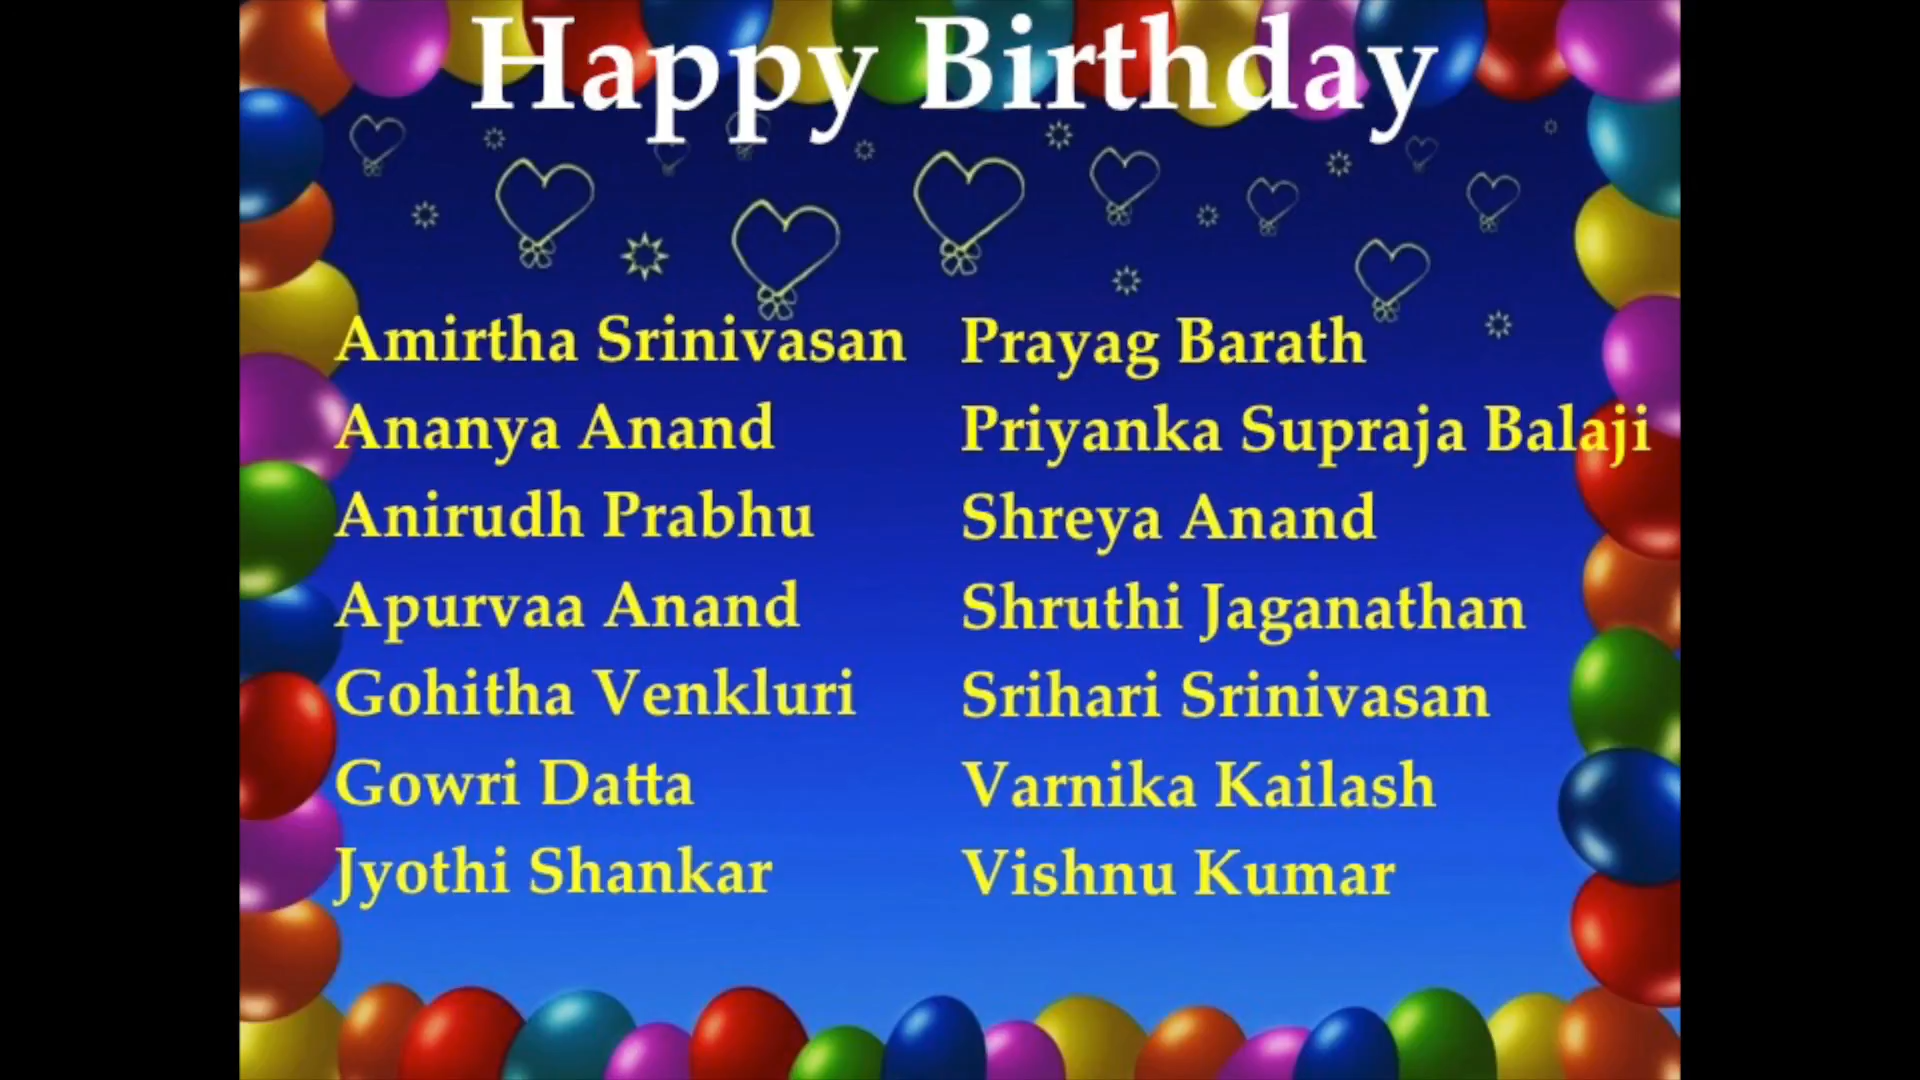 Happy Birthday
Amirtha Srinivasan
Ananya Anand
Anirudh Prabhu
Apurvaa Anand
Gohitha Venkluri
Gowri Datta
Jyothi Shankar
Prayag Barath
Priyanka Supraja Balaji
Shreya Anand
Shruthi Jaganathan
Srihari Srinivasan
Varnika Kailash
Vishnu Kumar